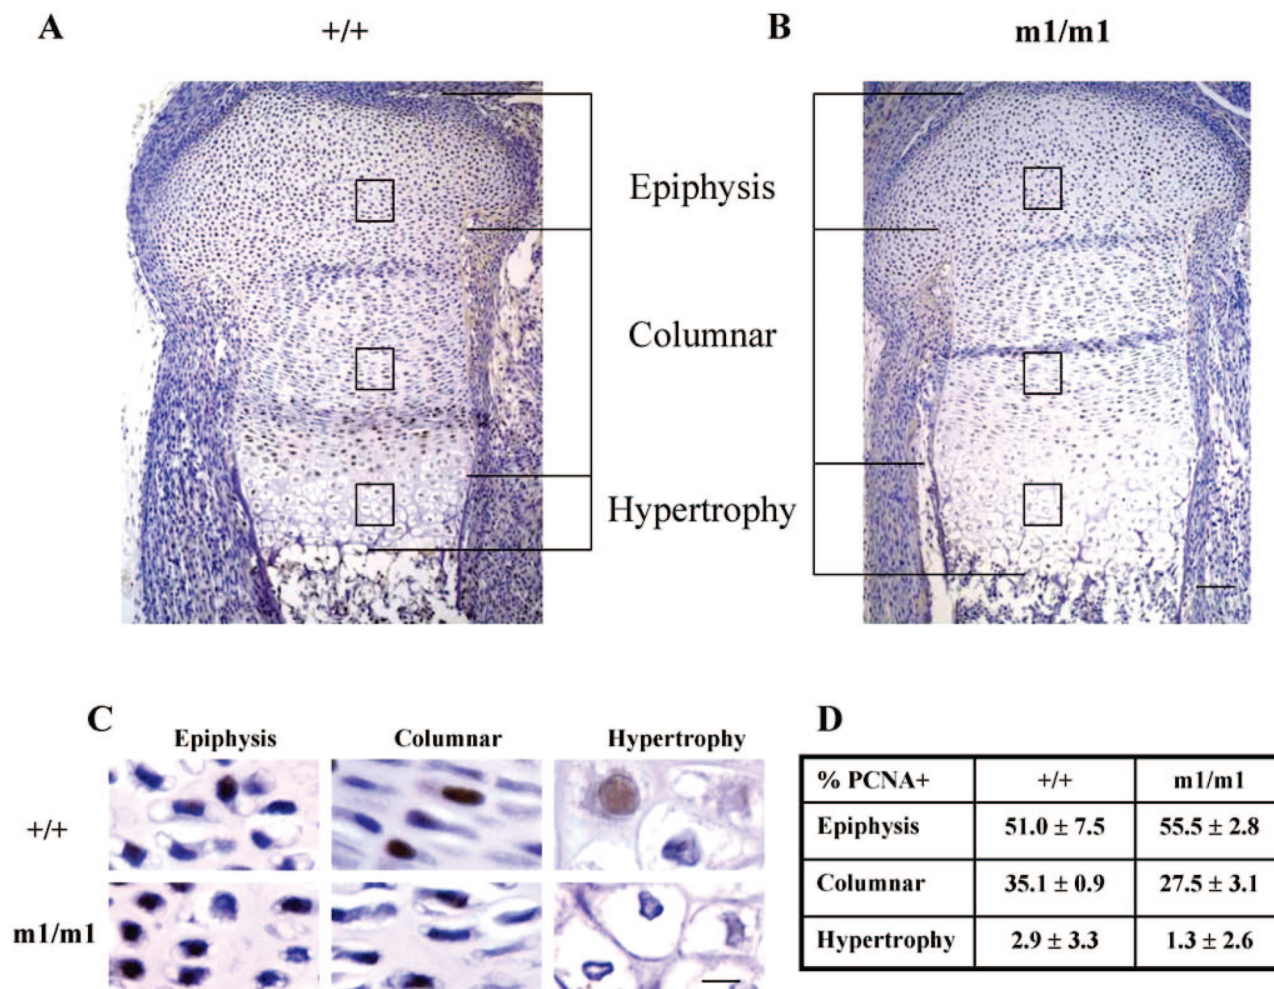 A
+/+
B
m1/m1
Epiphysis
Columnar
Hypertrophy
C
Epiphysis
Columnar
Hypertrophy
+/+
m1/m1
D
% PCNA+
+/+
m1/m1
Epiphysis
51.0 ± 7.5
55.5 ± 2.8
Columnar
35.1 ± 0.9
27.5 ± 3.1
Hypertrophy
2.9 ± 3.3
1.3 ± 2.6